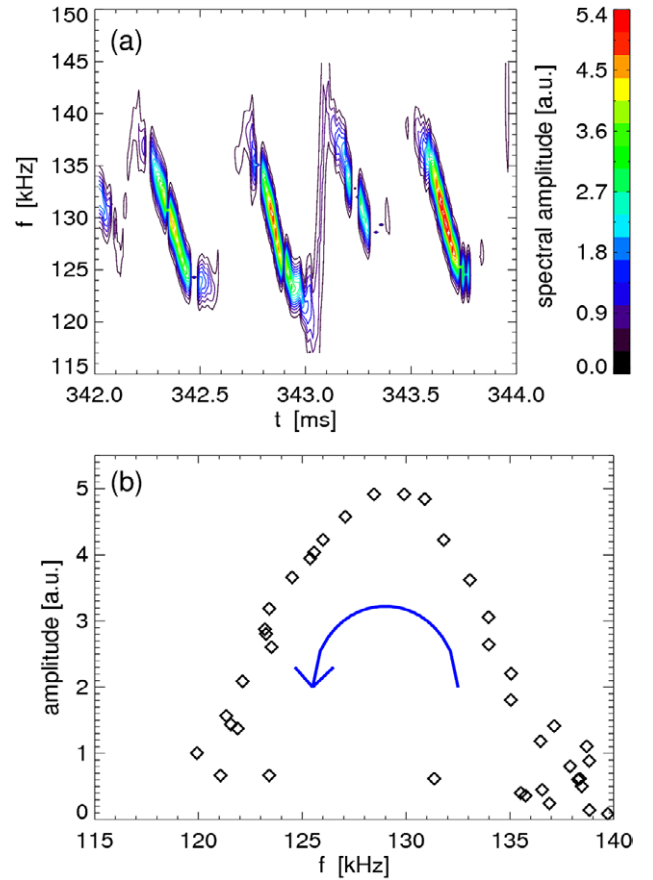 (a)
150
145
140
135
130
125
120
115
f [kHz]
342.0 342.5 343.0 343.5 344.0
t [ms]
5.4
4.5
3.6
2.7
1.8
0.9
0.0
spectral amplitude [a.u.]
(b)
5
4
3
2
1
0
amplitude [a.u.]
115 120 125 130 135 140
f [kHz]